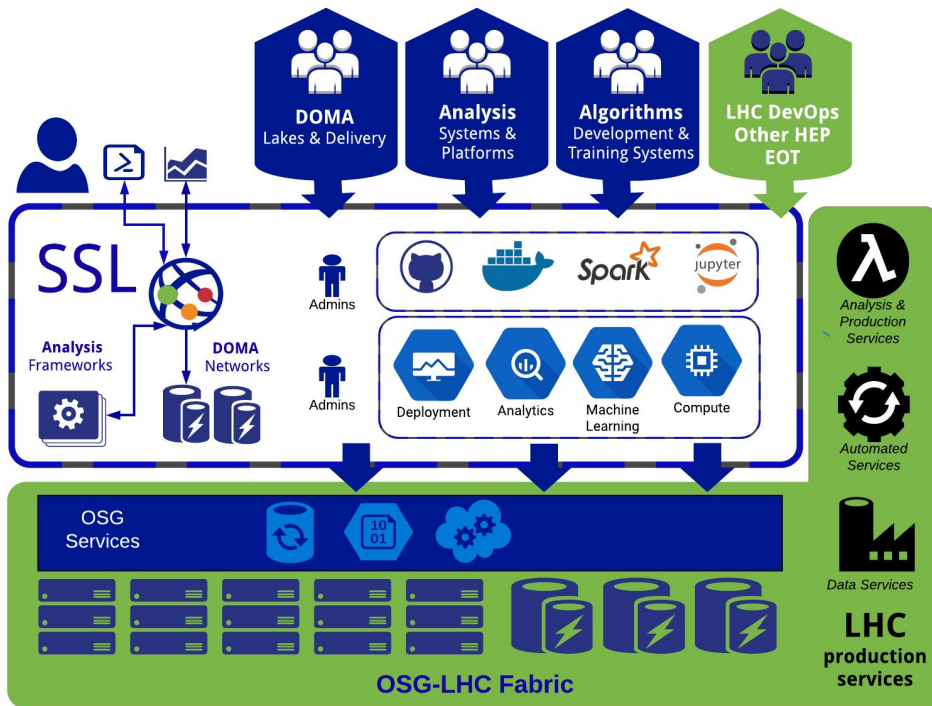 DOMA
Lakes & Delivery
Analysis
Systems &
Platforms
Algorithms
Development &
Training Systems
LHC DevOps
Other HEP
EOT
SSL
Admins
Spark
jupyter
Analysis
Frameworks
DOMA
Networks
Admins
Deployment
Analytics
Machine
Learning
Compute
λ
Analysis &
Production
Services
Automated
Services
Data Services
LHC
production
services
OSG
Services
10
01
OSG-LHC Fabric